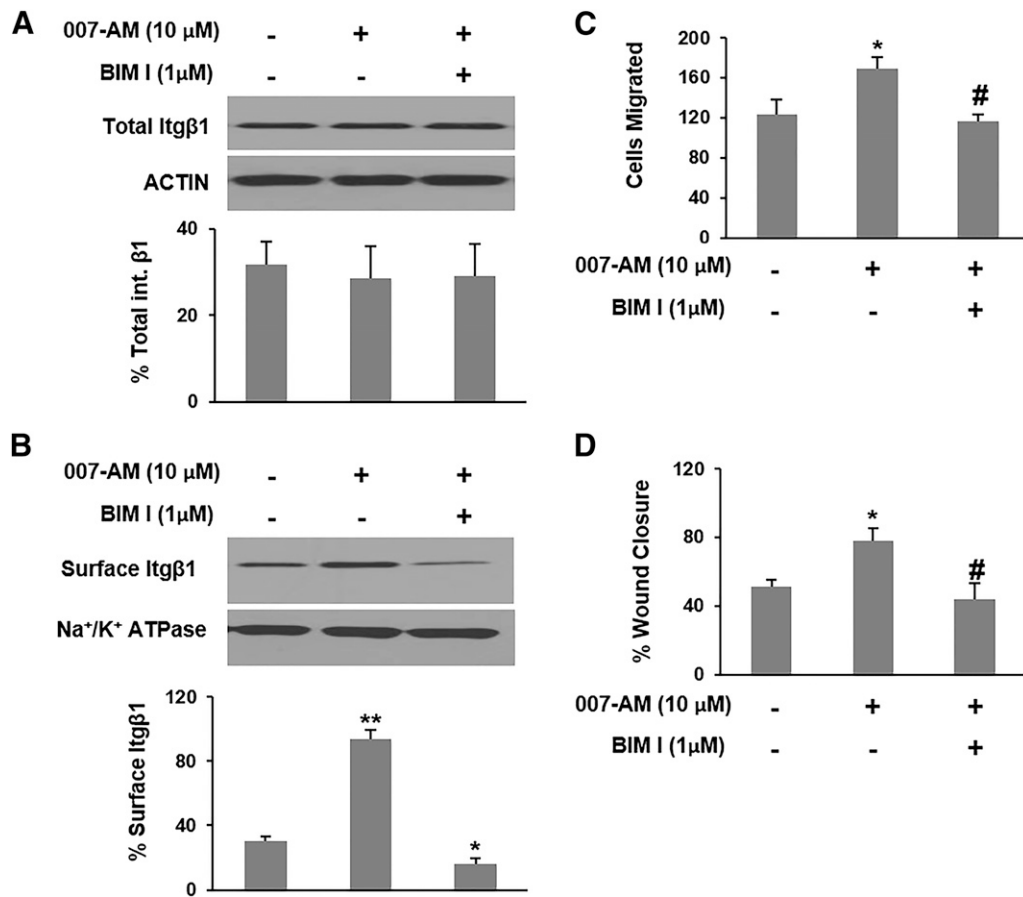 A
007-AM (10 μM) - + +
BIM I (1μM) - - +
Total Itgβ1
ACTIN
% Total int. β1
40
20
0
B
007-AM (10 μM) - + +
BIM I (1μM) - - +
Surface Itgβ1
Na⁺/K⁺ ATPase
% Surface Itgβ1
120
80
40
0
**
*
C
Cells Migrated
200
160
120
80
40
0
*
#
007-AM (10 μM) - + +
BIM I (1μM) - - +
D
% Wound Closure
120
80
40
0
*
#
007-AM (10 μM) - + +
BIM I (1μM) - - +